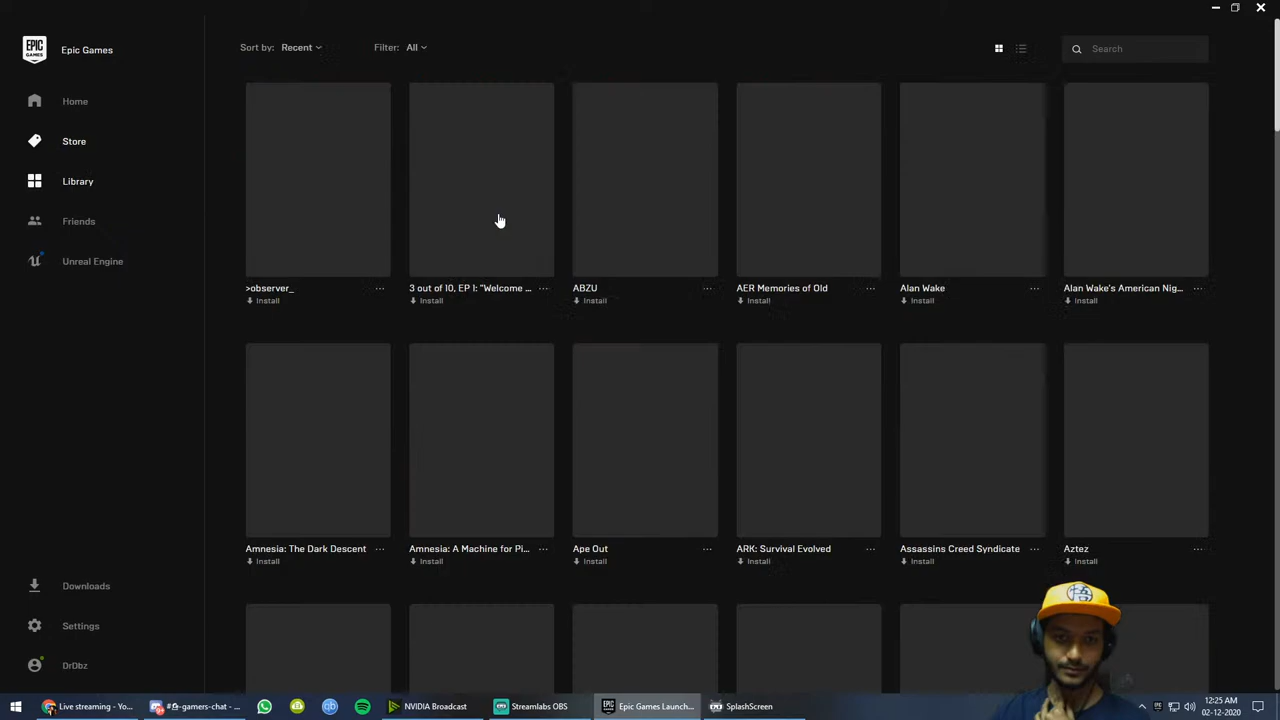 Sort by: Recent
Filter: All
Search
EPIC GAMES
Epic Games
Home
Store
Library
Friends
Unreal Engine
>observer_
Install
3 out of 10, EP 1: "Welcome ...
Install
ABZU
Install
AER Memories of Old
Install
Alan Wake
Install
Alan Wake's American Nig...
Install
Amnesia: The Dark Descent
Install
Amnesia: A Machine for Pi...
Install
Ape Out
Install
ARK: Survival Evolved
Install
Assassins Creed Syndicate
Install
Aztez
Install
Downloads
Settings
DrDbz
悟
Live streaming - Yo...
NVIDIA Broadcast
Streamlabs OBS
Epic Games Launch...
SplashScreen
12:25 AM
02-12-2020